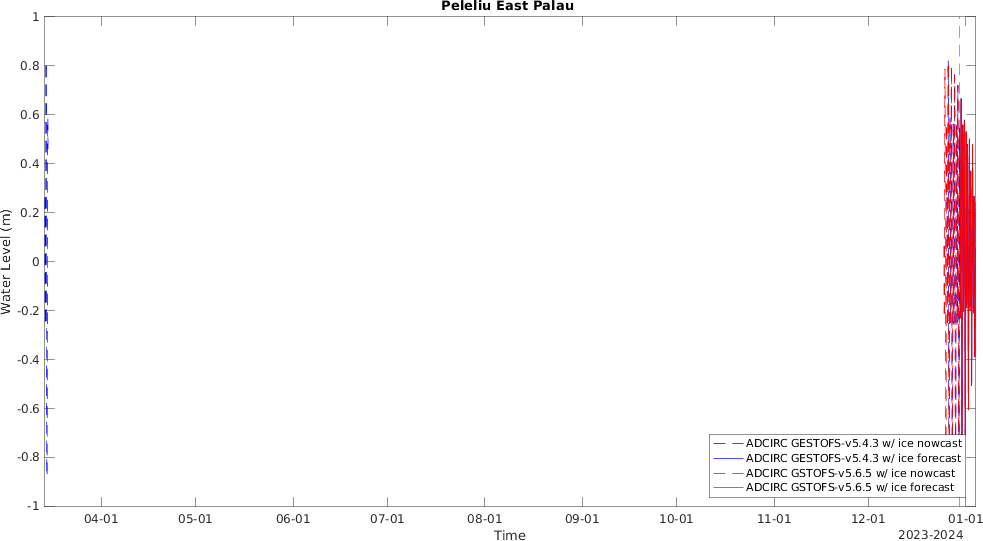 Peleliu East Palau
1
0.8
0.6
0.4
0.2
0
-0.2
-0.4
-0.6
-0.8
-1
Water Level (m)
ADCIRC GESTOFS-v5.4.3 w/ ice nowcast
ADCIRC GESTOFS-v5.4.3 w/ ice forecast
ADCIRC GSTOFS-v5.6.5 w/ ice nowcast
ADCIRC GSTOFS-v5.6.5 w/ ice forecast
04-01 05-01 06-01 07-01 08-01 09-01 10-01 11-01 12-01 01-01
Time
2023-2024